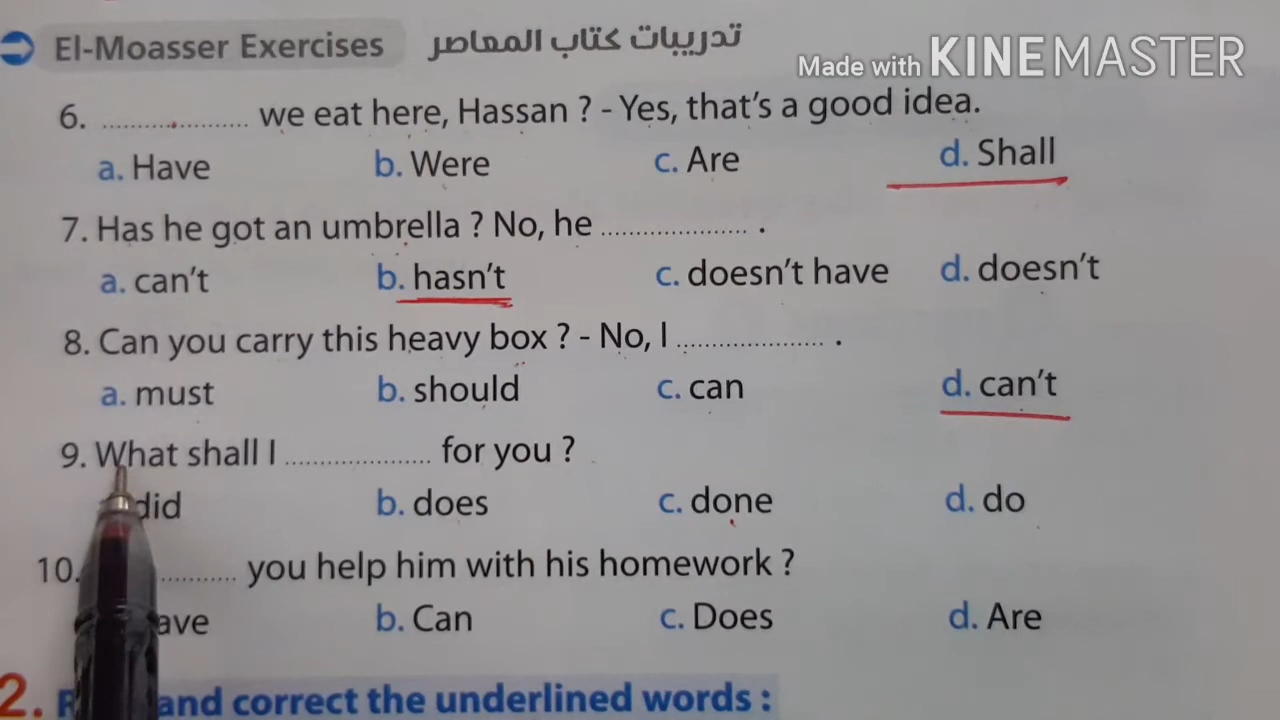 El-Moasser Exercises تدريبات كتاب المعاصر
Made with KINEMASTER
6. .................... we eat here, Hassan ? - Yes, that's a good idea.
a. Have b. Were c. Are d. Shall
7. Has he got an umbrella ? No, he .................... .
a. can't b. hasn't c. doesn't have d. doesn't
8. Can you carry this heavy box ? - No, I .................... .
a. must b. should c. can d. can't
9. What shall I .................... for you ?
did b. does c. done d. do
10. .......... you help him with his homework ?
ave b. Can c. Does d. Are
2. and correct the underlined words :